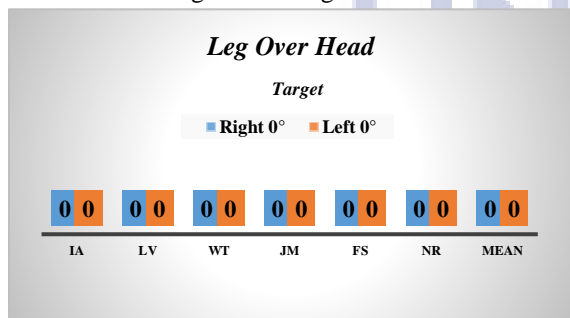 Leg Over Head
Target
Right 0° Left 0°
0 0 0 0 0 0 0 0 0 0 0 0 0 0
IA LV WT JM FS NR MEAN